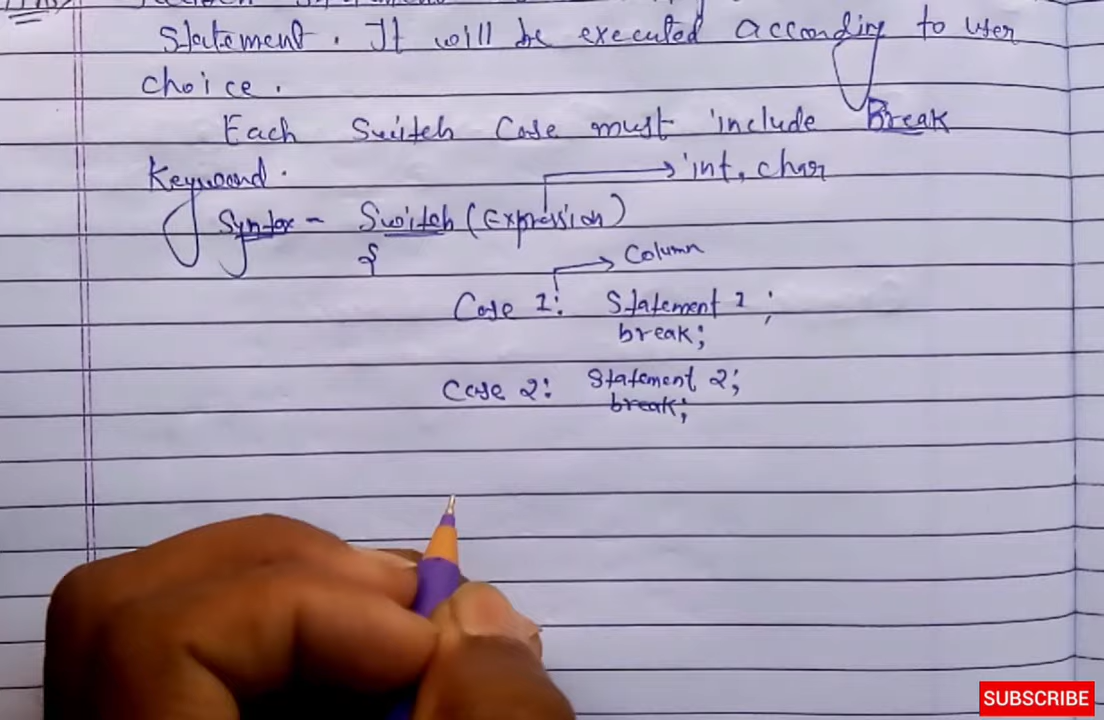 Statement. It will be executed according to user
choice.
Each Switch Case must include Break
Keyword.
int, char
Syntax - Switch (Expression)
{
Column
Case 1: Statement 1;
break;
Case 2: Statement 2;
break;
SUBSCRIBE